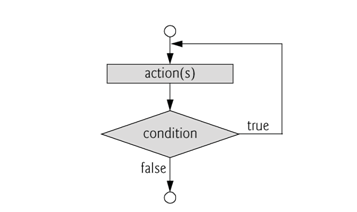 action(s)
condition
true
false